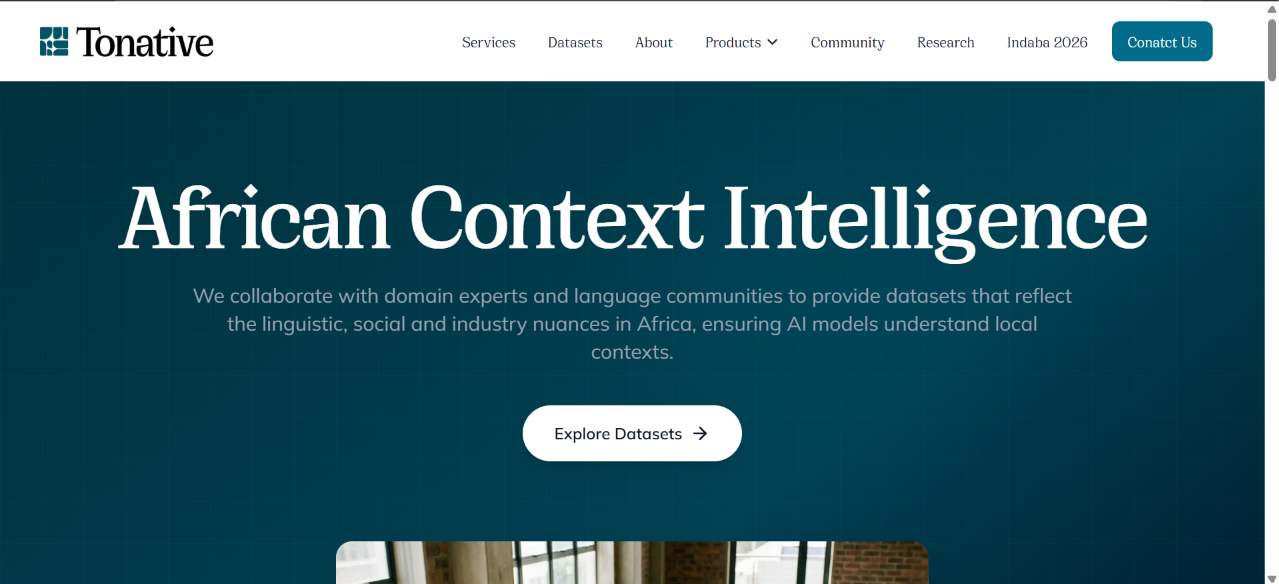 Tonative
Services Datasets About Products Community Research Indaba 2026 Conatct Us
African Context Intelligence
We collaborate with domain experts and language communities to provide datasets that reflect
the linguistic, social and industry nuances in Africa, ensuring AI models understand local
contexts.
Explore Datasets